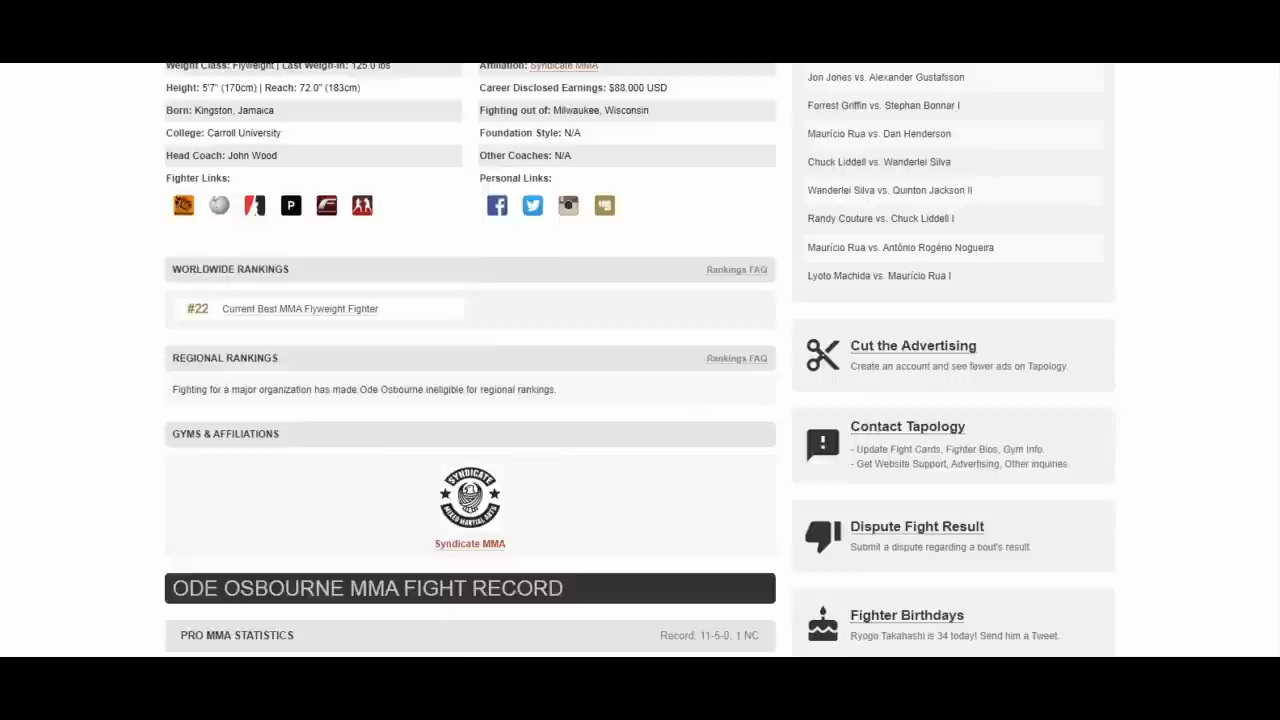 Weight Class: Flyweight | Last Weigh-In: 125.0 lbs
Affiliation: Syndicate MMA
Height: 5'7" (170cm) | Reach: 72.0" (183cm)
Career Disclosed Earnings: $88,000 USD
Born: Kingston, Jamaica
Fighting out of: Milwaukee, Wisconsin
College: Carroll University
Foundation Style: N/A
Head Coach: John Wood
Other Coaches: N/A
Fighter Links:
Personal Links:
P
WORLDWIDE RANKINGS
Rankings FAQ
#22 Current Best MMA Flyweight Fighter
REGIONAL RANKINGS
Rankings FAQ
Fighting for a major organization has made Ode Osbourne ineligible for regional rankings.
GYMS & AFFILIATIONS
SYNDICATE
MIXED MARTIAL ARTS
Syndicate MMA
ODE OSBOURNE MMA FIGHT RECORD
PRO MMA STATISTICS
Record: 11-5-0, 1 NC
Jon Jones vs. Alexander Gustafsson
Forrest Griffin vs. Stephan Bonnar I
Maurício Rua vs. Dan Henderson
Chuck Liddell vs. Wanderlei Silva
Wanderlei Silva vs. Quinton Jackson II
Randy Couture vs. Chuck Liddell I
Maurício Rua vs. Antônio Rogério Nogueira
Lyoto Machida vs. Maurício Rua I
Cut the Advertising
Create an account and see fewer ads on Tapology.
Contact Tapology
- Update Fight Cards, Fighter Bios, Gym Info.
- Get Website Support, Advertising, Other inquiries
Dispute Fight Result
Submit a dispute regarding a bout's result.
Fighter Birthdays
Ryogo Takahashi is 34 today! Send him a Tweet.